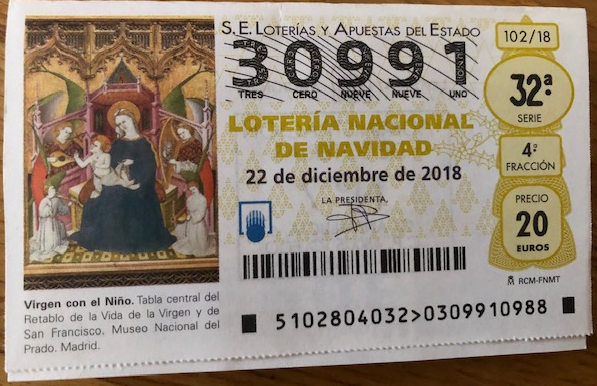 S.E. LOTERÍAS Y APUESTAS DEL ESTADO
30991
TRES CERO NUEVE NUEVE UNO
LOTERÍA NACIONAL
DE NAVIDAD
22 de diciembre de 2018
LA PRESIDENTA,
102/18
32ª
SERIE
4ª
FRACCIÓN
PRECIO
20
EUROS
RCM-FNMT
5102804032>0309910988
Virgen con el Niño. Tabla central del
Retablo de la Vida de la Virgen y de
San Francisco. Museo Nacional del
Prado. Madrid.